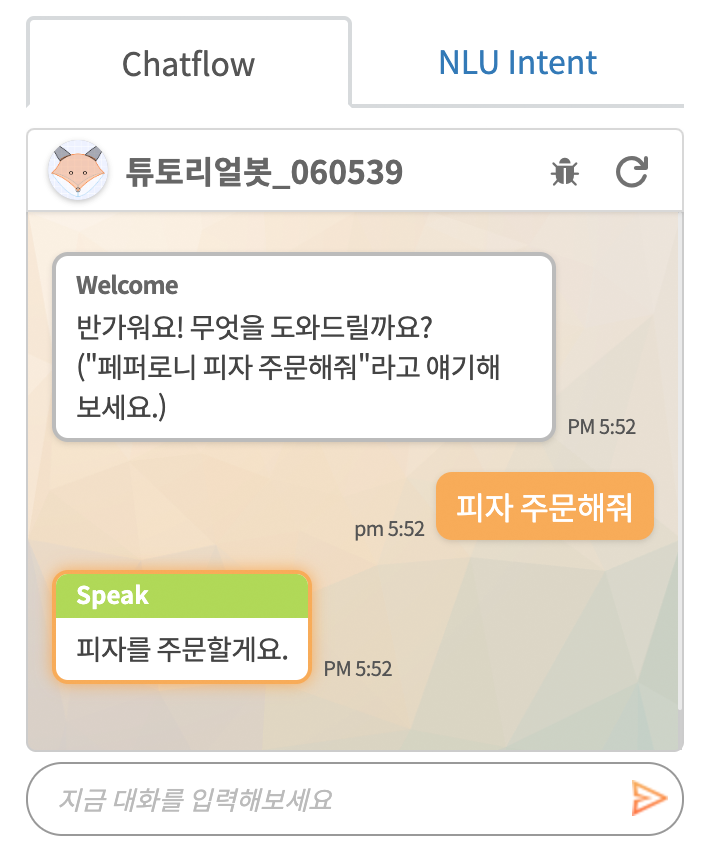 Chatflow
NLU Intent
튜토리얼봇_060539
Welcome
반가워요! 무엇을 도와드릴까요?
("페퍼로니 피자 주문해줘"라고 얘기해
보세요.)
PM 5:52
피자 주문해줘
pm 5:52
Speak
피자를 주문할게요.
PM 5:52
지금 대화를 입력해보세요